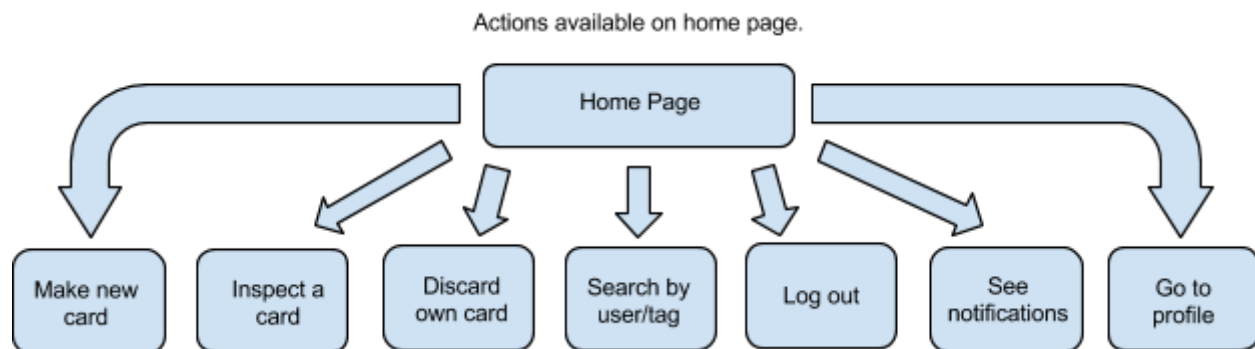 Actions available on home page.
Home Page
Make new
card
Inspect a
card
Discard
own card
Search by
user/tag
Log out
See
notifications
Go to
profile